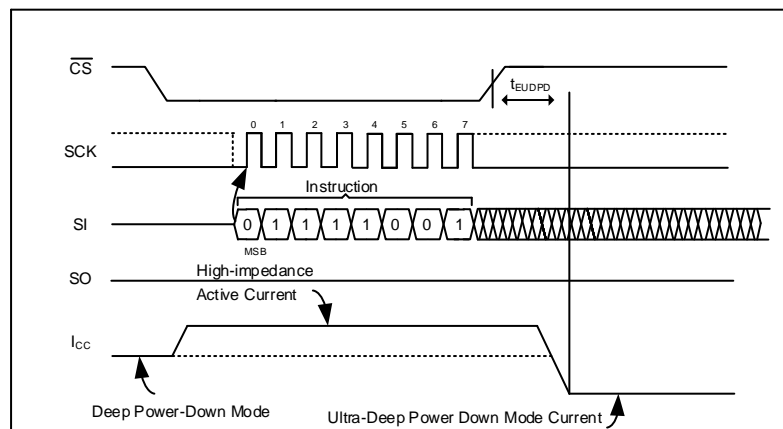 CS
tEUDPD
0 1 2 3 4 5 6 7
SCK
Instruction
SI
0 1 1 1 1 0 0 1
MSB
High-impedance
SO
Active Current
ICC
Deep Power-Down Mode
Ultra-Deep Power Down Mode Current